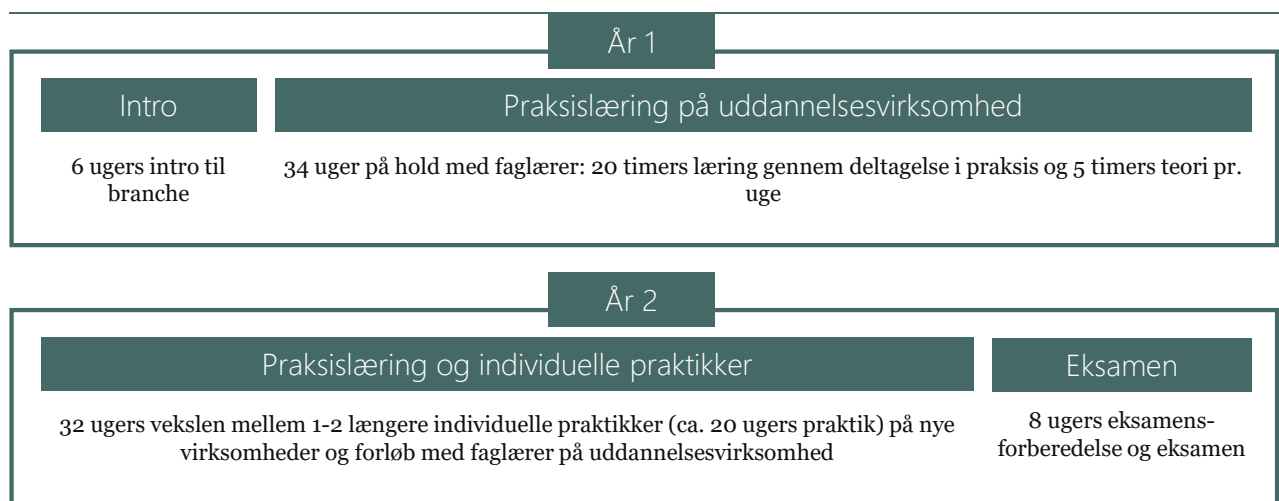 År 1
Intro
Praksislæring på uddannelsesvirksomhed
6 ugers intro til
branche
34 uger på hold med faglærer: 20 timers læring gennem deltagelse i praksis og 5 timers teori pr.
uge
År 2
Praksislæring og individuelle praktikker
Eksamen
32 ugers vekslen mellem 1-2 længere individuelle praktikker (ca. 20 ugers praktik) på nye
virksomheder og forløb med faglærer på uddannelsesvirksomhed
8 ugers eksamens-
forberedelse og eksamen